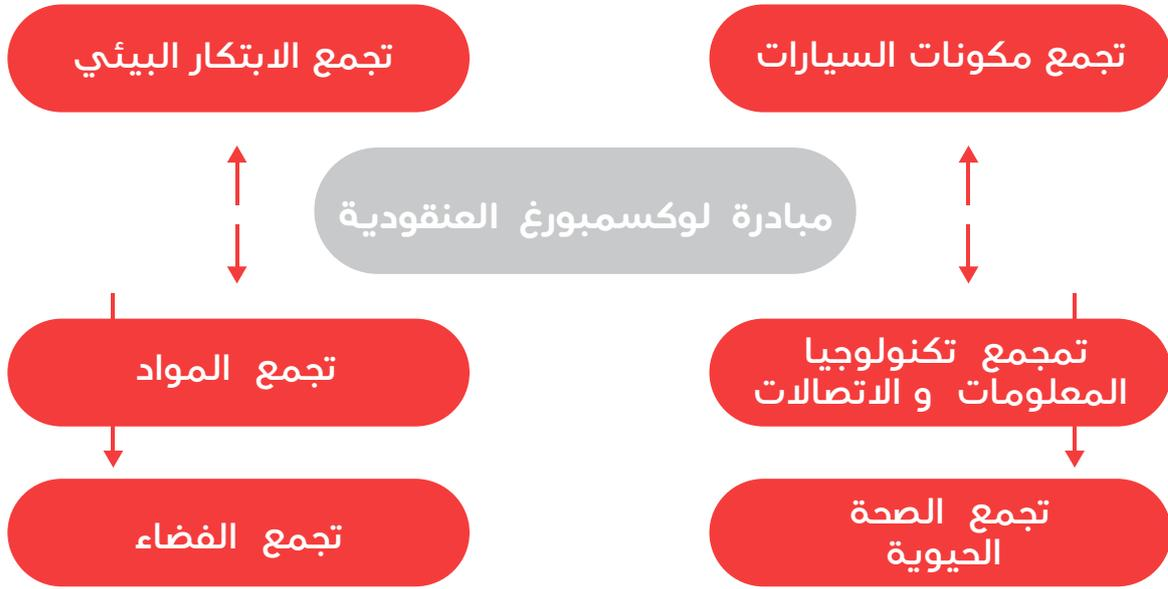 تجمع مكونات السيارات
تجمع الابتكار البيئي
مبادرة لوكسمبورغ العنقودية
تمجمع تكنولوجيا
المعلومات و الاتصالات
تجمع المواد
تجمع الصحة
الحيوية
تجمع الفضاء